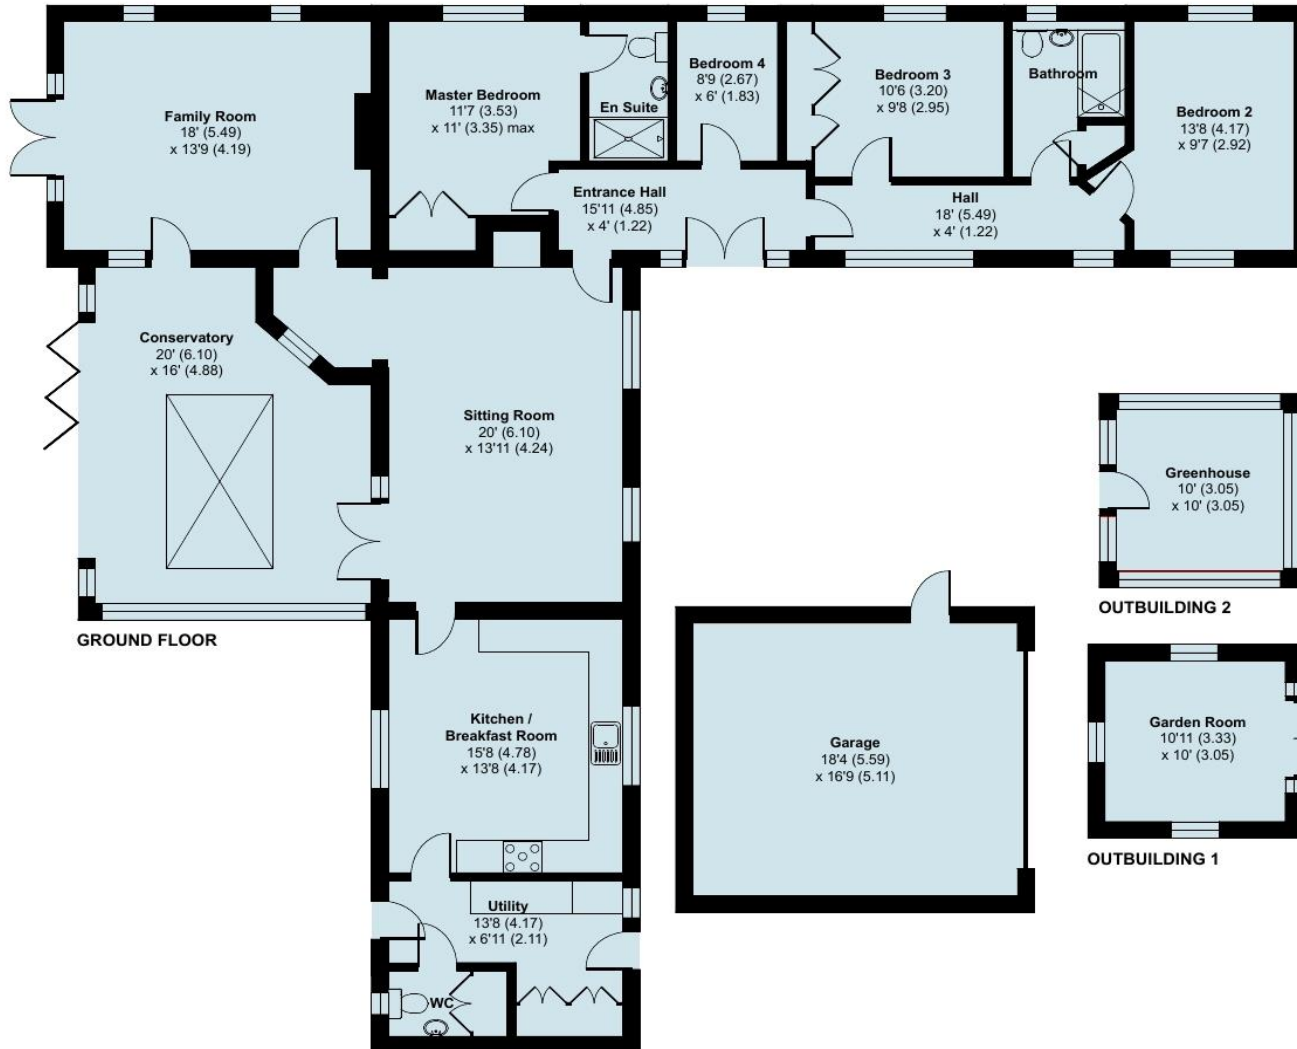 Family Room
18' (5.49)
x 13'9 (4.19)
Master Bedroom
11'7 (3.53)
x 11' (3.35) max
En Suite
Bedroom 4
8'9 (2.67)
x 6' (1.83)
Bedroom 3
10'6 (3.20)
x 9'8 (2.95)
Bathroom
Bedroom 2
13'8 (4.17)
x 9'7 (2.92)
Entrance Hall
15'11 (4.85)
x 4' (1.22)
Hall
18' (5.49)
x 4' (1.22)
Conservatory
20' (6.10)
x 16' (4.88)
Sitting Room
20' (6.10)
x 13'11 (4.24)
Greenhouse
10' (3.05)
x 10' (3.05)
OUTBUILDING 2
GROUND FLOOR
Kitchen /
Breakfast Room
15'8 (4.78)
x 13'8 (4.17)
Garage
18'4 (5.59)
x 16'9 (5.11)
Garden Room
10'11 (3.33)
x 10' (3.05)
OUTBUILDING 1
Utility
13'8 (4.17)
x 6'11 (2.11)
WC